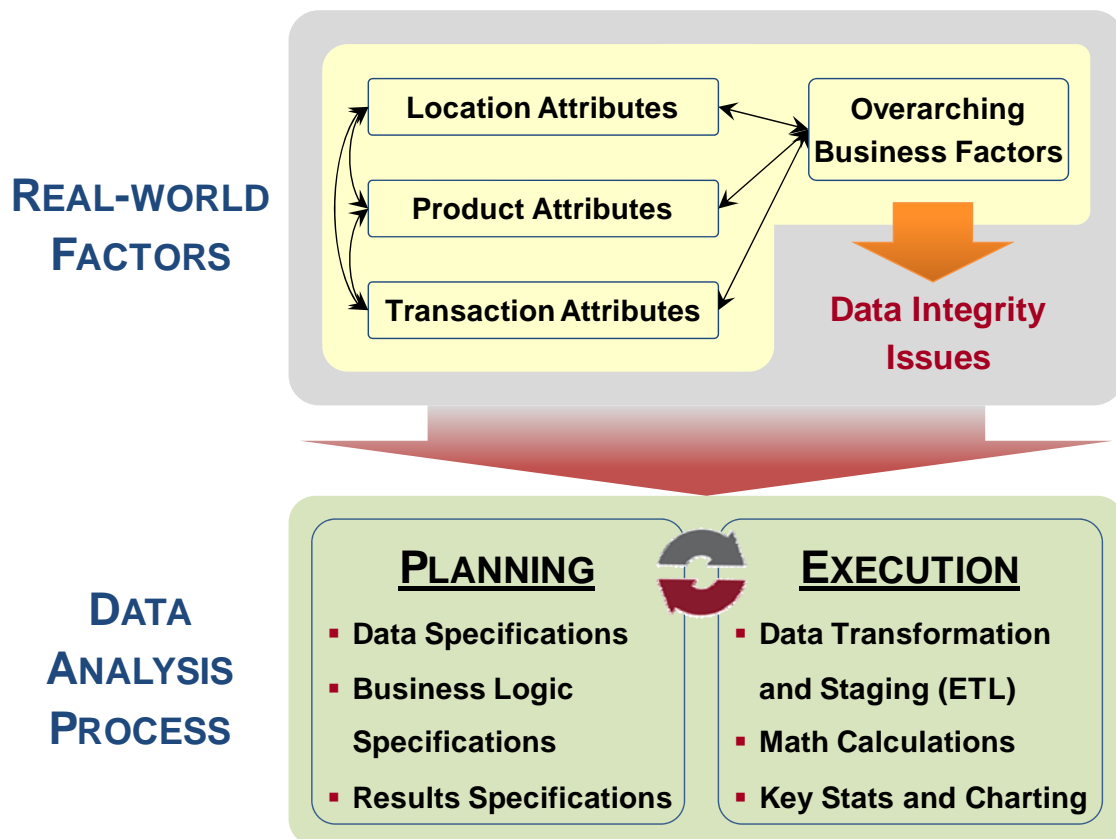 REAL-WORLD
FACTORS
Location Attributes
Product Attributes
Transaction Attributes
Overarching
Business Factors
Data Integrity
Issues
DATA
ANALYSIS
PROCESS
PLANNING
▪ Data Specifications
▪ Business Logic
Specifications
▪ Results Specifications
EXECUTION
▪ Data Transformation
and Staging (ETL)
▪ Math Calculations
▪ Key Stats and Charting